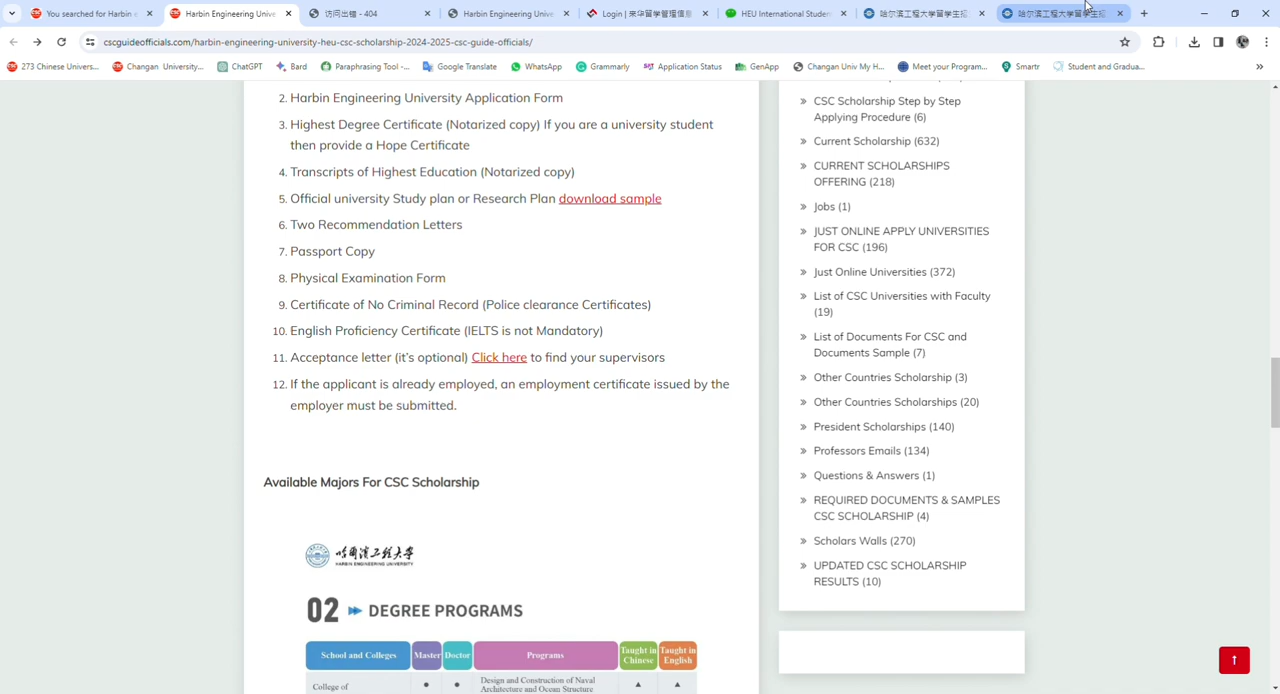 You searched for Harbin e
Harbin Engineering Unive
访问出错 - 404
Harbin Engineering Unive
Login | 来华留学管理信息
HEU International Studen
哈尔滨工程大学留学生招
哈尔滨工程大学留学生招
cscguideofficials.com/harbin-engineering-university-heu-csc-scholarship-2024-2025-csc-guide-officials/
273 Chinese Univers...
Changan University...
ChatGPT
Bard
Paraphrasing Tool -...
Google Translate
WhatsApp
Grammarly
Application Status
GenApp
Changan Univ My H...
Meet your Program...
Smartr
Student and Gradua...
2. Harbin Engineering University Application Form
3. Highest Degree Certificate (Notarized copy) If you are a university student
then provide a Hope Certificate
4. Transcripts of Highest Education (Notarized copy)
5. Official university Study plan or Research Plan download sample
6. Two Recommendation Letters
7. Passport Copy
8. Physical Examination Form
9. Certificate of No Criminal Record (Police clearance Certificates)
10. English Proficiency Certificate (IELTS is not Mandatory)
11. Acceptance letter (it's optional) Click here to find your supervisors
12. If the applicant is already employed, an employment certificate issued by the
employer must be submitted.
Available Majors For CSC Scholarship
哈尔滨工程大学
HARBIN ENGINEERING UNIVERSITY
02 DEGREE PROGRAMS
School and Colleges
Master
Doctor
Programs
Taught in
Chinese
Taught in
English
College of
Design and Construction of Naval
Architecture and Ocean Structure
» CSC Scholarship Step by Step
Applying Procedure (6)
» Current Scholarship (632)
» CURRENT SCHOLARSHIPS
OFFERING (218)
» Jobs (1)
» JUST ONLINE APPLY UNIVERSITIES
FOR CSC (196)
» Just Online Universities (372)
» List of CSC Universities with Faculty
(19)
» List of Documents For CSC and
Documents Sample (7)
» Other Countries Scholarship (3)
» Other Countries Scholarships (20)
» President Scholarships (140)
» Professors Emails (134)
» Questions & Answers (1)
» REQUIRED DOCUMENTS & SAMPLES
CSC SCHOLARSHIP (4)
» Scholars Walls (270)
» UPDATED CSC SCHOLARSHIP
RESULTS (10)